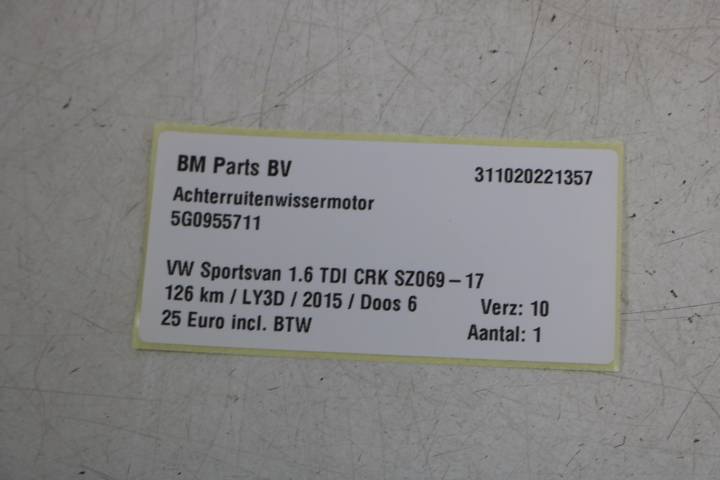 BM Parts BV 311020221357
Achterruitenwissermotor
5G0955711
VW Sportsvan 1.6 TDI CRK SZ069-17
126 km / LY3D / 2015 / Doos 6 Verz: 10
25 Euro incl. BTW Aantal: 1